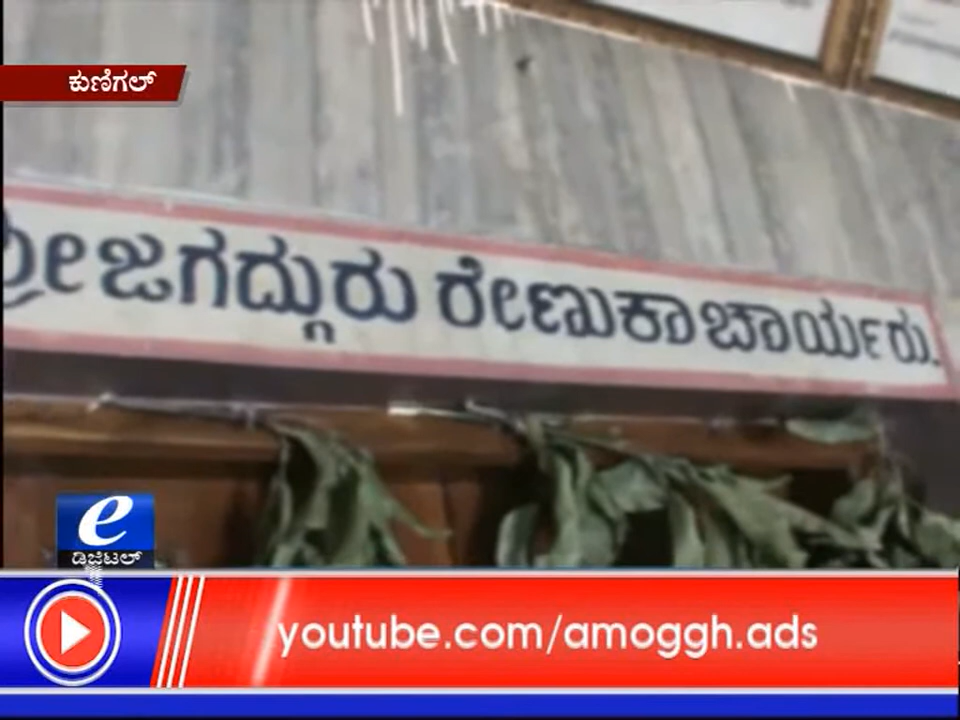 ಕುಣಿಗಲ್
ಶ್ರೀ ಜಗದ್ಗುರು ರೇಣುಕಾಚಾರ್ಯರು.
e
ಡಿಜಿಟಲ್
youtube.com/amoggh.ads